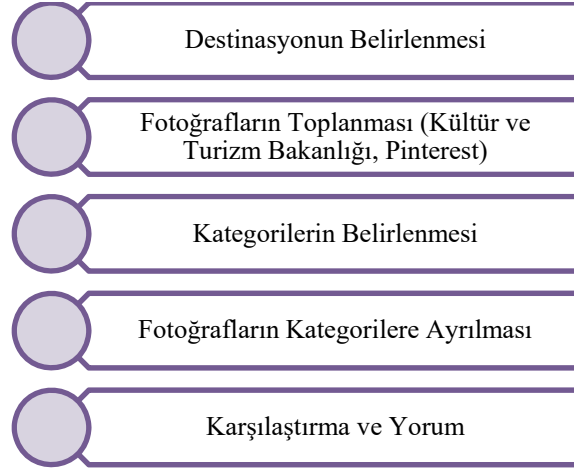 Destinasyonun Belirlenmesi
Fotoğrafların Toplanması (Kültür ve
Turizm Bakanlığı, Pinterest)
Kategorilerin Belirlenmesi
Fotoğrafların Kategorilere Ayrılması
Karşılaştırma ve Yorum